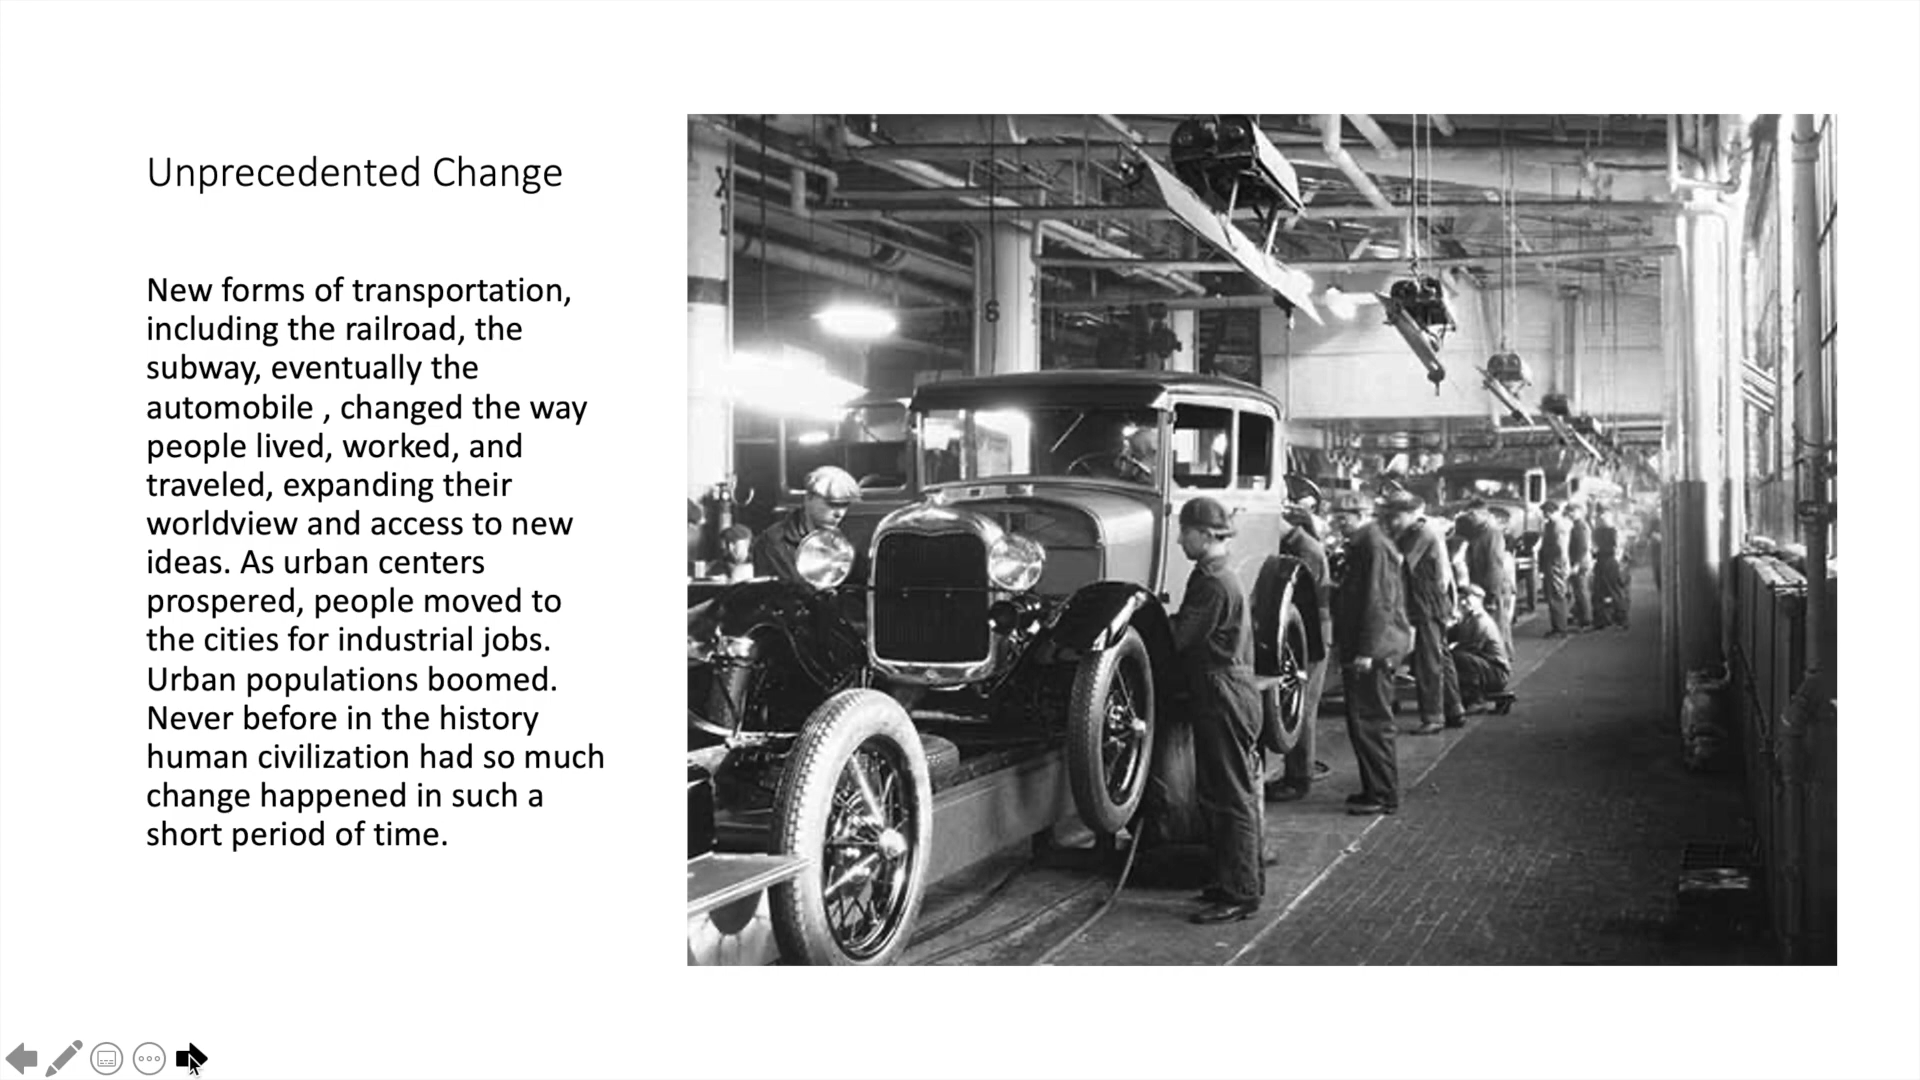 Unprecedented Change
New forms of transportation,
including the railroad, the
subway, eventually the
automobile , changed the way
people lived, worked, and
traveled, expanding their
worldview and access to new
ideas. As urban centers
prospered, people moved to
the cities for industrial jobs.
Urban populations boomed.
Never before in the history
human civilization had so much
change happened in such a
short period of time.
6